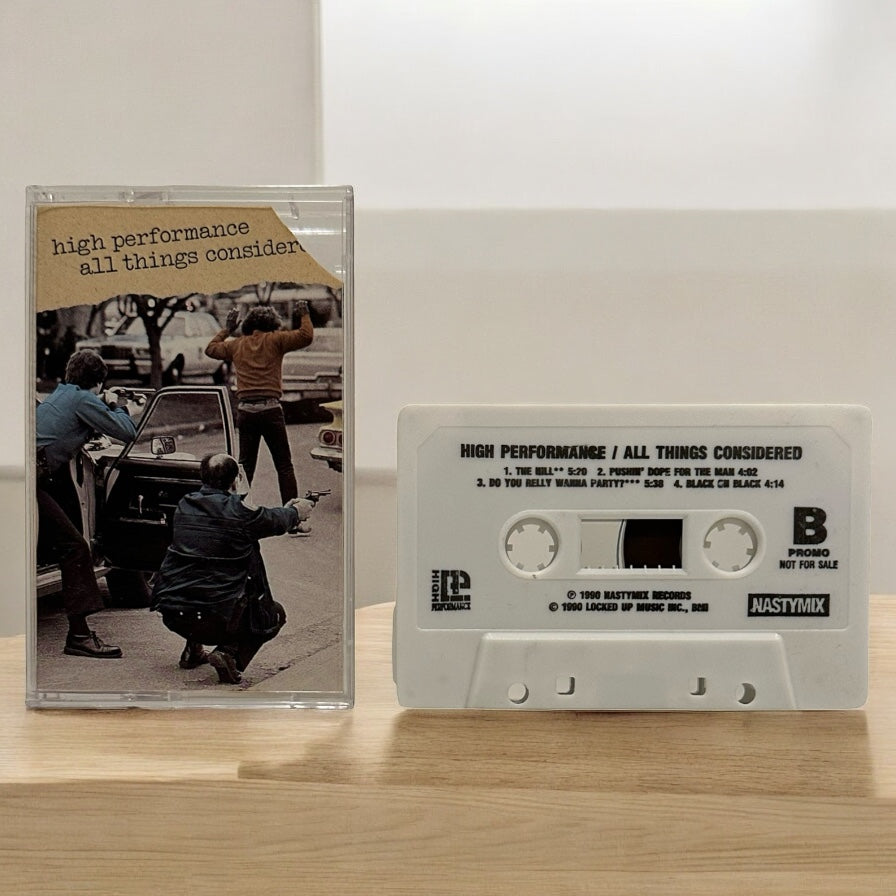 high performance
all things consider
HIGH PERFORMANCE / ALL THINGS CONSIDERED
1. THE HILL** 5:20 2. PUSHIN' DOPE FOR THE MAN 4:02
3. DO YOU RELLY WANNA PARTY?*** 5:38 4. BLACK ON BLACK 4:14
B
PROMO
NOT FOR SALE
HIGH
PERFORMANCE
℗ 1990 NASTYMIX RECORDS
© 1990 LOCKED UP MUSIC INC., BMI
NASTYMIX